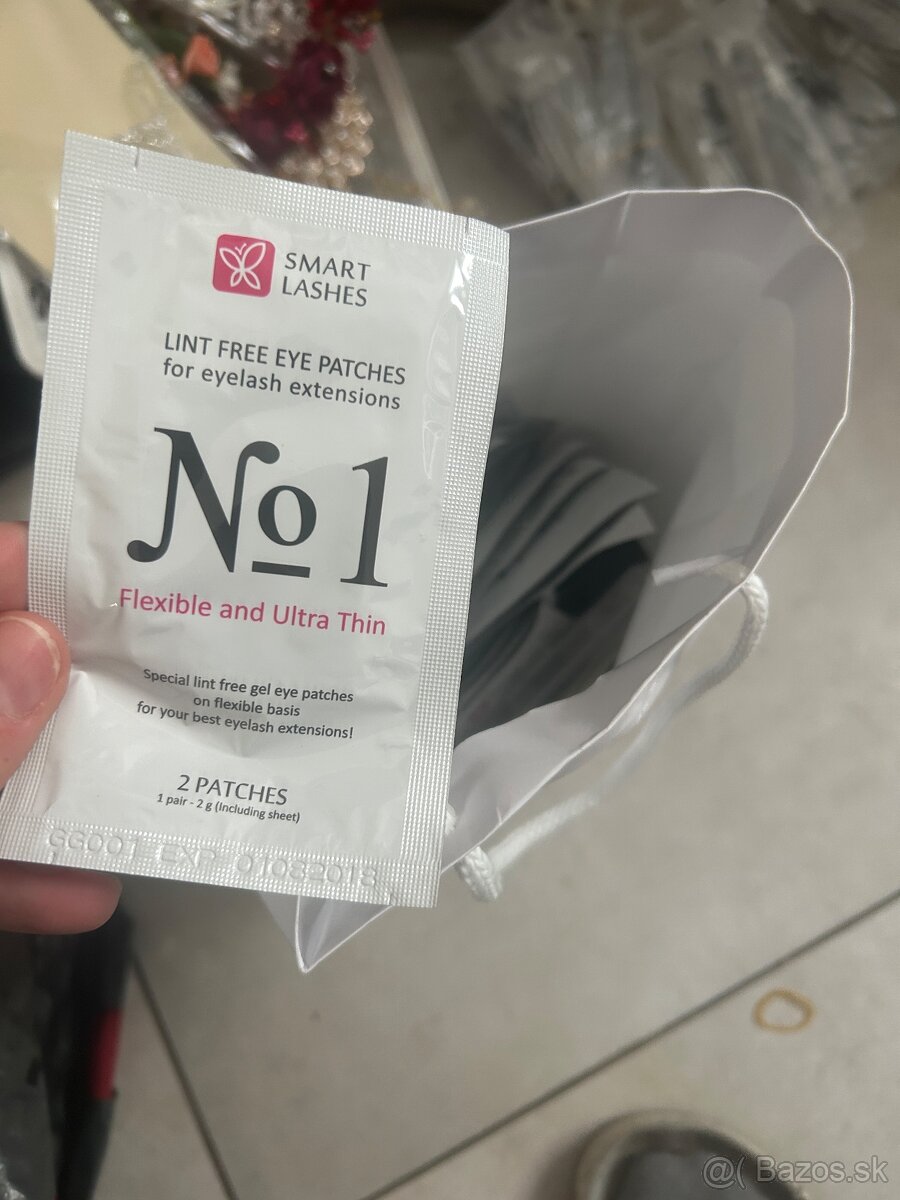 SMART
LASHES
LINT FREE EYE PATCHES
for eyelash extensions
No 1
Flexible and Ultra Thin
Special lint free gel eye patches
on flexible basis
for your best eyelash extensions!
2 PATCHES
1 pair - 2 g (Including sheet)
GG001 EXP 01082018
@( Bazos.sk